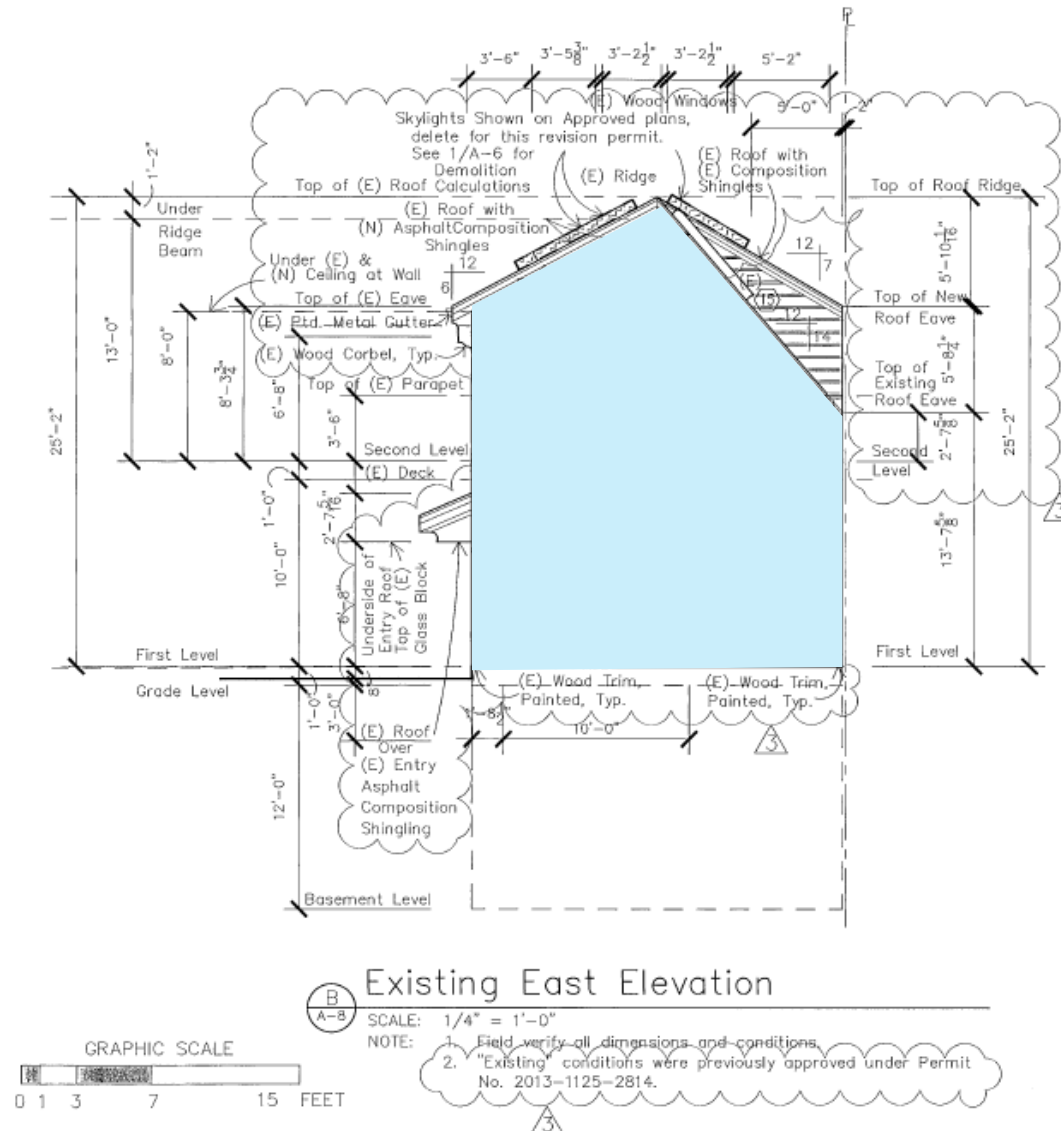 PL
3'-6"
3'-5 3/8"
3'-2 1/2"
3'-2 1/2"
5'-2"
(E) Wood Windows
5'-0"
2"
Skylights Shown on Approved plans,
delete for this revision permit.
See 1/A-6 for
Demolition
Calculations
(E) Ridge
(E) Roof with
(E) Composition
Shingles
1'-2"
Top of (E) Roof
Top of Roof Ridge
Under
Ridge
Beam
(E) Roof with
(N) Asphalt Composition
Shingles
12
7
5'-10 1/16"
Under (E) &
(N) Ceiling at Wall
12
6
(E)
15
Top of (E) Eave
Top of New
Roof Eave
(E) Ptd. Metal Gutter
12
14
13'-0"
8'-0"
8'-3 3/4"
6'-8"
(E) Wood Corbel, Typ.
5'-8 1/4"
Top of (E) Parapet
Top of
Existing
Roof Eave
25'-2"
3'-6"
25'-2"
Second Level
Second
Level
2'-7 5/8"
(E) Deck
1'-0"
2'-7 5/16"
3
10'-0"
6'-8"
Underside of
Entry Roof
Top of (E)
Glass Block
13'-7 5/8"
First Level
First Level
Grade Level
8"
1'-0"
3'-0"
(E) Wood Trim,
Painted, Typ.
(E) Wood Trim,
Painted, Typ.
10'-0"
3
(E) Roof
Over
(E) Entry
Asphalt
Composition
Shingling
12'-0"
Basement Level
B
A-8
Existing East Elevation
SCALE: 1/4" = 1'-0"
NOTE: 1. Field verify all dimensions and conditions.
2. "Existing" conditions were previously approved under Permit
No. 2013-1125-2814.
3
GRAPHIC SCALE
0 1 3 7 15 FEET